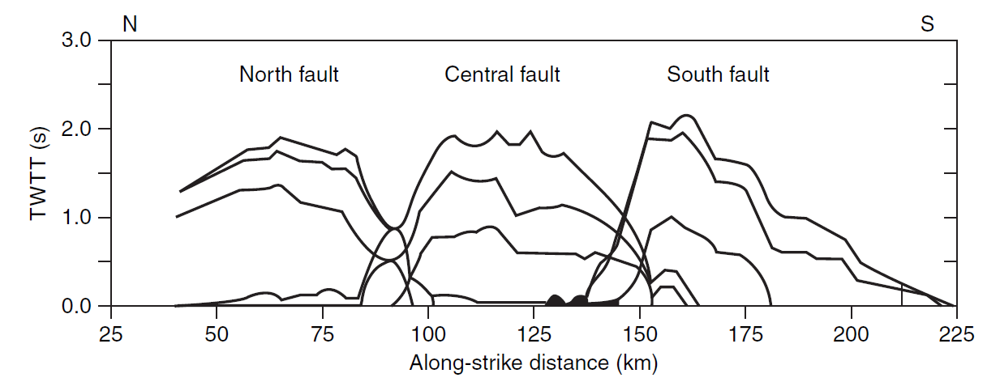 N S
3.0
North fault Central fault South fault
2.0
TWTT (s)
1.0
0.0
25 50 75 100 125 150 175 200 225
Along-strike distance (km)